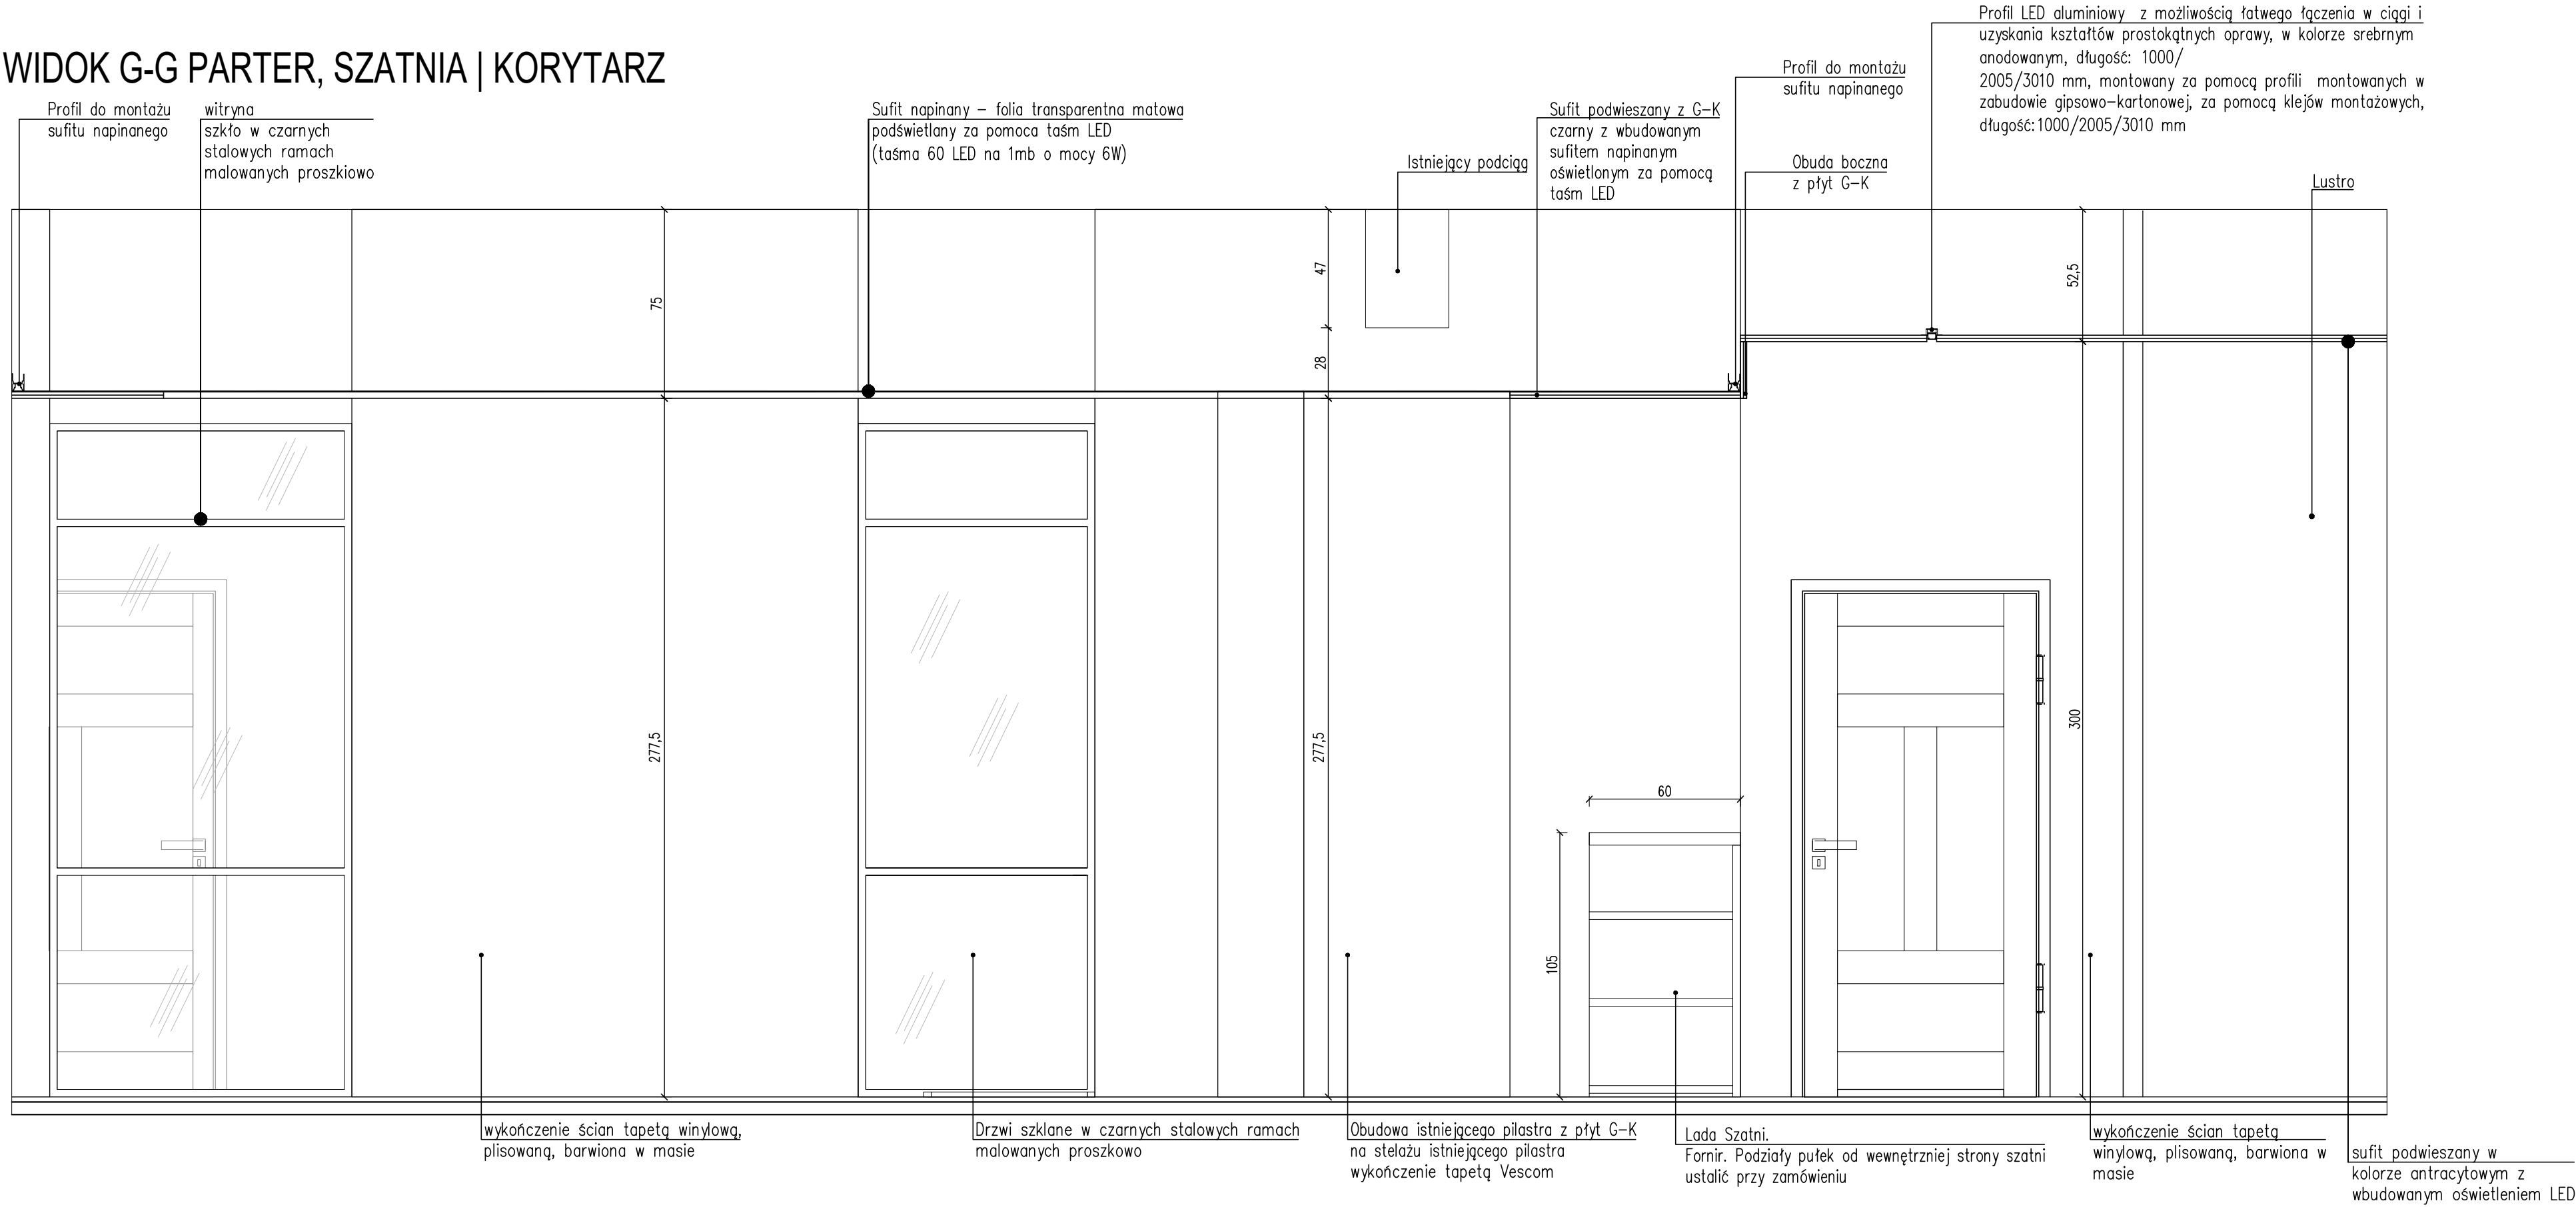 WIDOK G-G PARTER, SZATNIA | KORYTARZ
Profil do montażu
sufitu napinanego
witryna
szkło w czarnych
stalowych ramach
malowanych proszkiowo
Sufit napinany – folia transparentna matowa
podświetlany za pomoca taśm LED
(taśma 60 LED na 1mb o mocy 6W)
Istniejący podciąg
Sufit podwieszany z G–K
czarny z wbudowanym
sufitem napinanym
oświetlonym za pomocą
taśm LED
Profil do montażu
sufitu napinanego
Obuda boczna
z płyt G–K
Profil LED aluminiowy z możliwością łatwego łączenia w ciągi i
uzyskania kształtów prostokątnych oprawy, w kolorze srebrnym
anodowanym, długość: 1000/
2005/3010 mm, montowany za pomocą profili montowanych w
zabudowie gipsowo–kartonowej, za pomocą klejów montażowych,
długość:1000/2005/3010 mm
Lustro
75
47
28
52,5
277,5
277,5
300
60
105
wykończenie ścian tapetą winylową,
plisowaną, barwiona w masie
Drzwi szklane w czarnych stalowych ramach
malowanych proszkowo
Obudowa istniejącego pilastra z płyt G–K
na stelażu istniejącego pilastra
wykończenie tapetą Vescom
Lada Szatni.
Fornir. Podziały pułek od wewnętrzniej strony szatni
ustalić przy zamówieniu
wykończenie ścian tapetą
winylową, plisowaną, barwiona w
masie
sufit podwieszany w
kolorze antracytowym z
wbudowanym oświetleniem LED